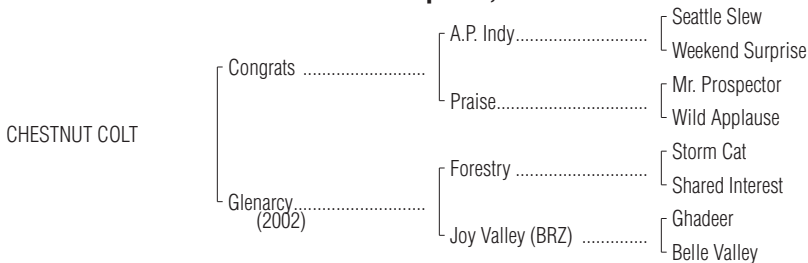 Seattle Slew
A.P. Indy................................
Weekend Surprise
Congrats ..............................
Mr. Prospector
Praise.....................................
Wild Applause
CHESTNUT COLT
Storm Cat
Forestry ................................
Shared Interest
Glenarcy................................
(2002)
Ghadeer
Joy Valley (BRZ) ................
Belle Valley